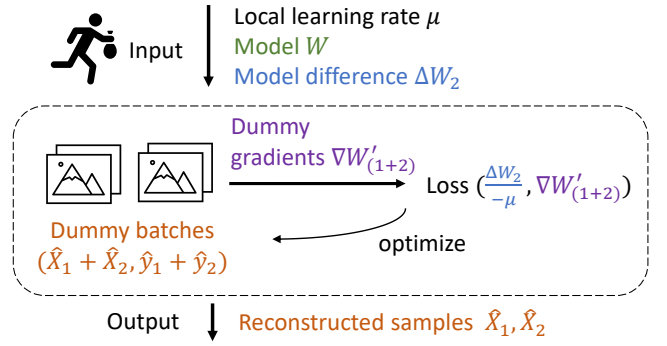 Local learning rate μ
Input
Model W
Model difference ΔW₂
Dummy
gradients ∇W′₍₁₊₂₎
Loss (ΔW₂/−μ, ∇W′₍₁₊₂₎)
optimize
Dummy batches
(X̂₁ + X̂₂, ŷ₁ + ŷ₂)
Output
Reconstructed samples X̂₁, X̂₂